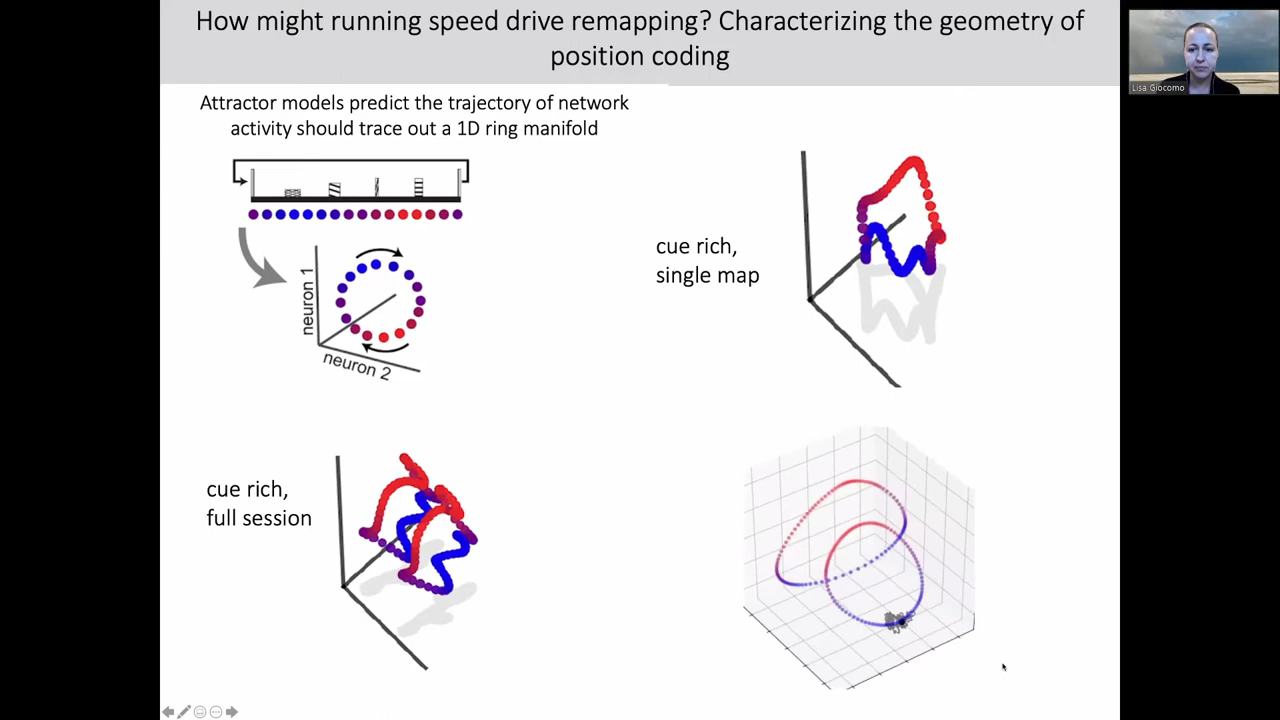 How might running speed drive remapping? Characterizing the geometry of
position coding
Lisa Giocomo
Attractor models predict the trajectory of network
activity should trace out a 1D ring manifold
neuron 1
neuron 2
cue rich,
single map
cue rich,
full session